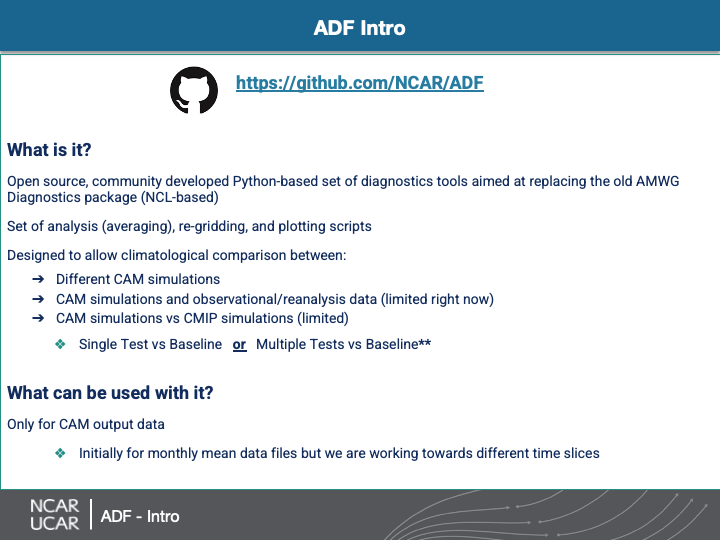 ADF Intro
https://github.com/NCAR/ADF
What is it?
Open source, community developed Python-based set of diagnostics tools aimed at replacing the old AMWG
Diagnostics package (NCL-based)
Set of analysis (averaging), re-gridding, and plotting scripts
Designed to allow climatological comparison between:
➔ Different CAM simulations
➔ CAM simulations and observational/reanalysis data (limited right now)
➔ CAM simulations vs CMIP simulations (limited)
❖ Single Test vs Baseline or Multiple Tests vs Baseline**
What can be used with it?
Only for CAM output data
❖ Initially for monthly mean data files but we are working towards different time slices
NCAR
UCAR
ADF - Intro